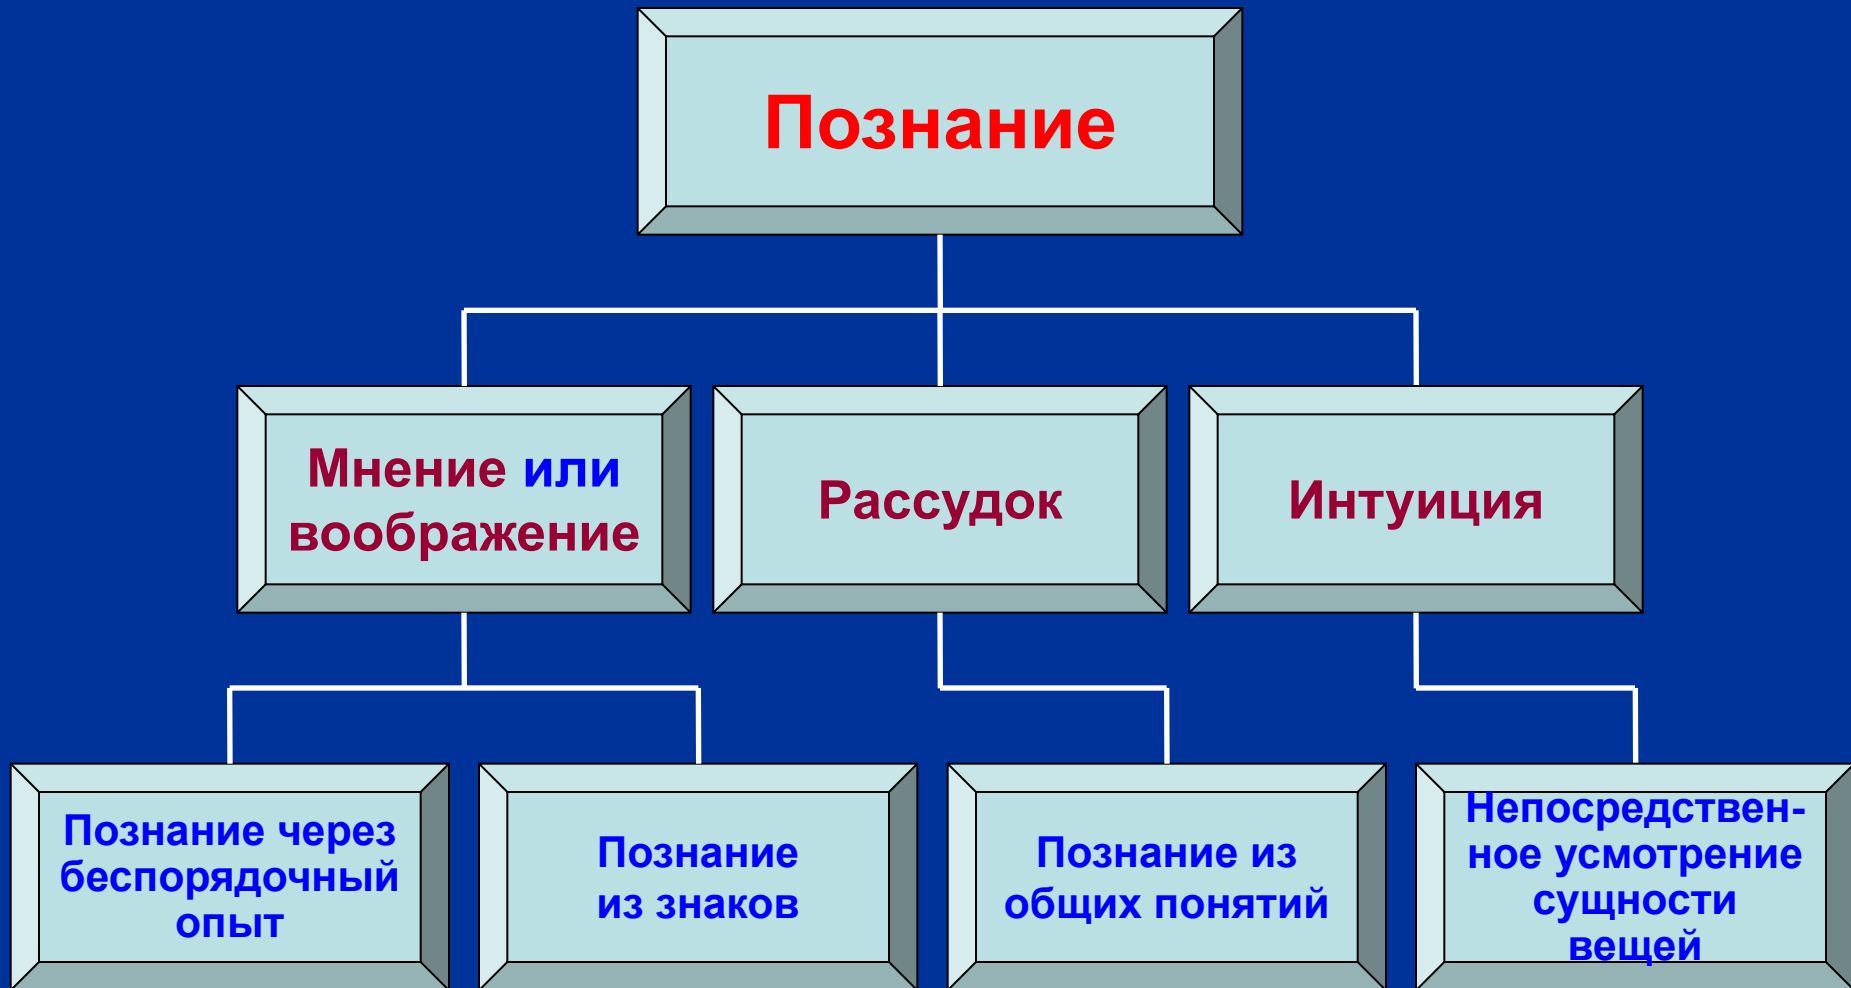 Познание
Мнение или
воображение
Рассудок
Интуиция
Познание через
беспорядочный
опыт
Познание
из знаков
Познание из
общих понятий
Непосредствен-
ное усмотрение
сущности
вещей